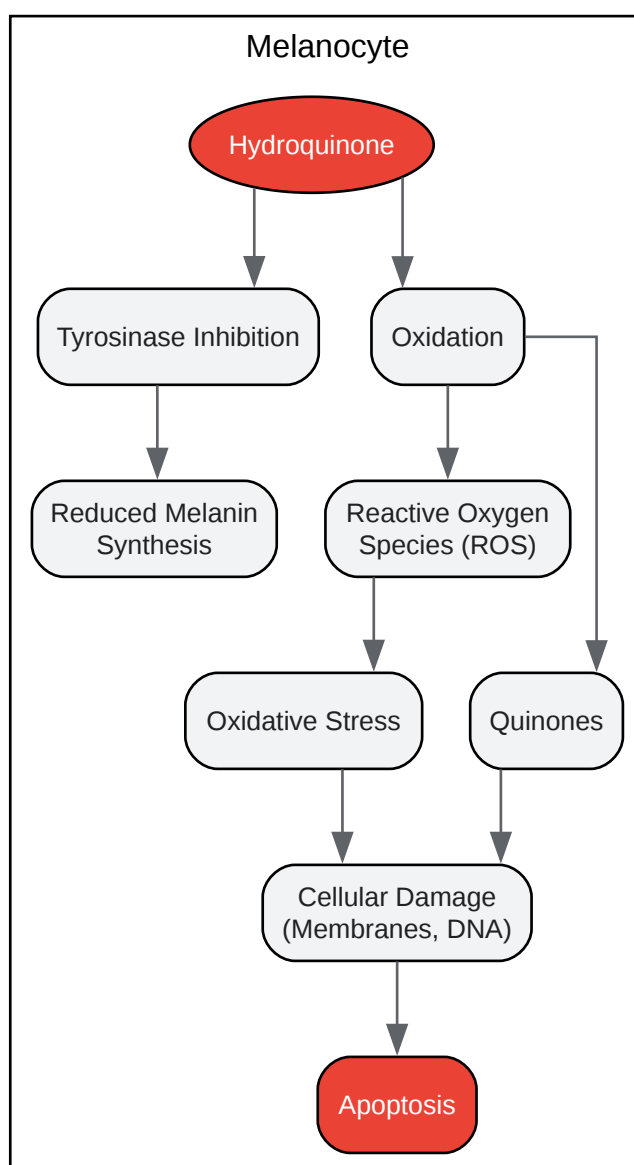 Melanocyte
Hydroquinone
Tyrosinase Inhibition
Oxidation
Reduced Melanin
Synthesis
Reactive Oxygen
Species (ROS)
Oxidative Stress
Quinones
Cellular Damage
(Membranes, DNA)
Apoptosis